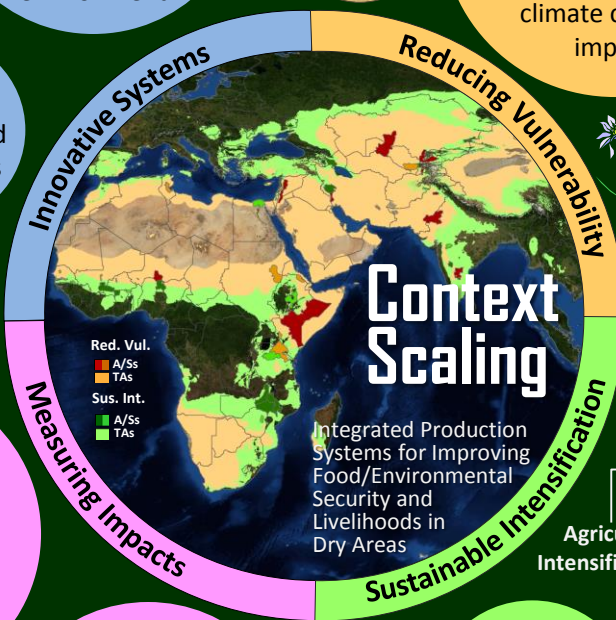 climate
imp
Innovative Systems
Reducing Vulnerability
Context
Scaling
Red. Vul.
A/Ss
TAs
Sus. Int.
A/Ss
TAs
Integrated Production
Systems for Improving
Food/Environmental
Security and
Livelihoods in
Dry Areas
Measuring Impacts
Sustainable Intensification
Agricu
Intensifi